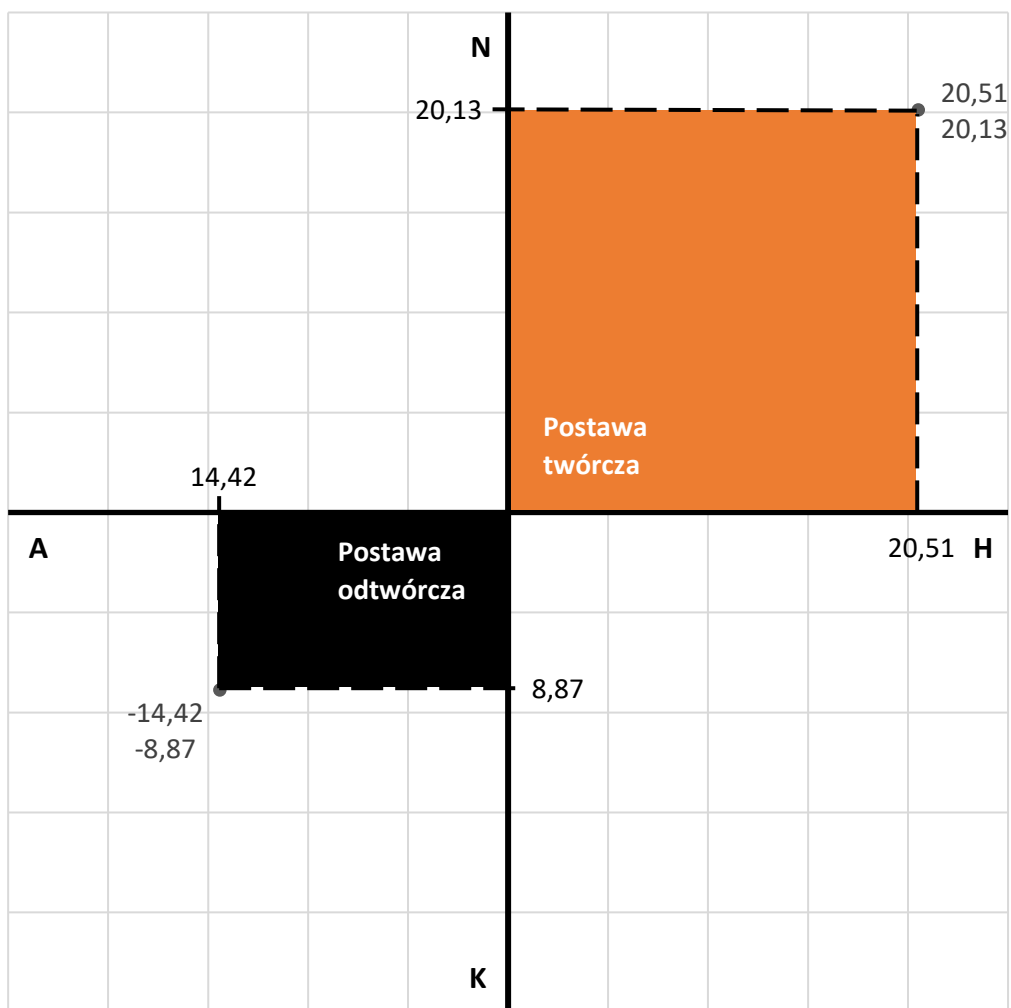 N
20,13
20,51
20,13
Postawa
twórcza
14,42
A
Postawa
odtwórcza
20,51
H
8,87
-14,42
-8,87
K